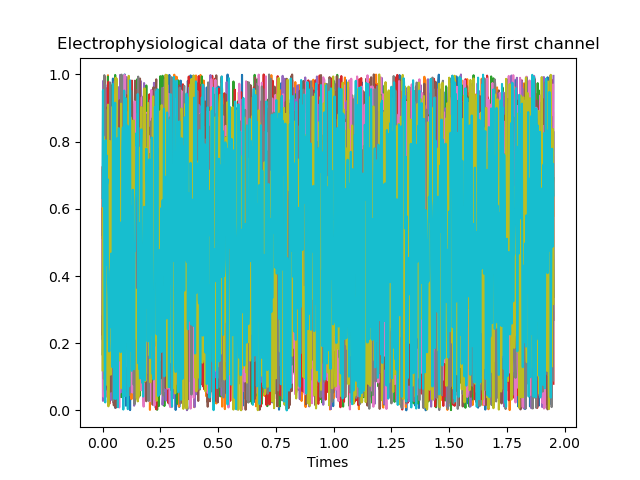 Electrophysiological data of the first subject, for the first channel
1.0
0.8
0.6
0.4
0.2
0.0
0.00 0.25 0.50 0.75 1.00 1.25 1.50 1.75 2.00
Times